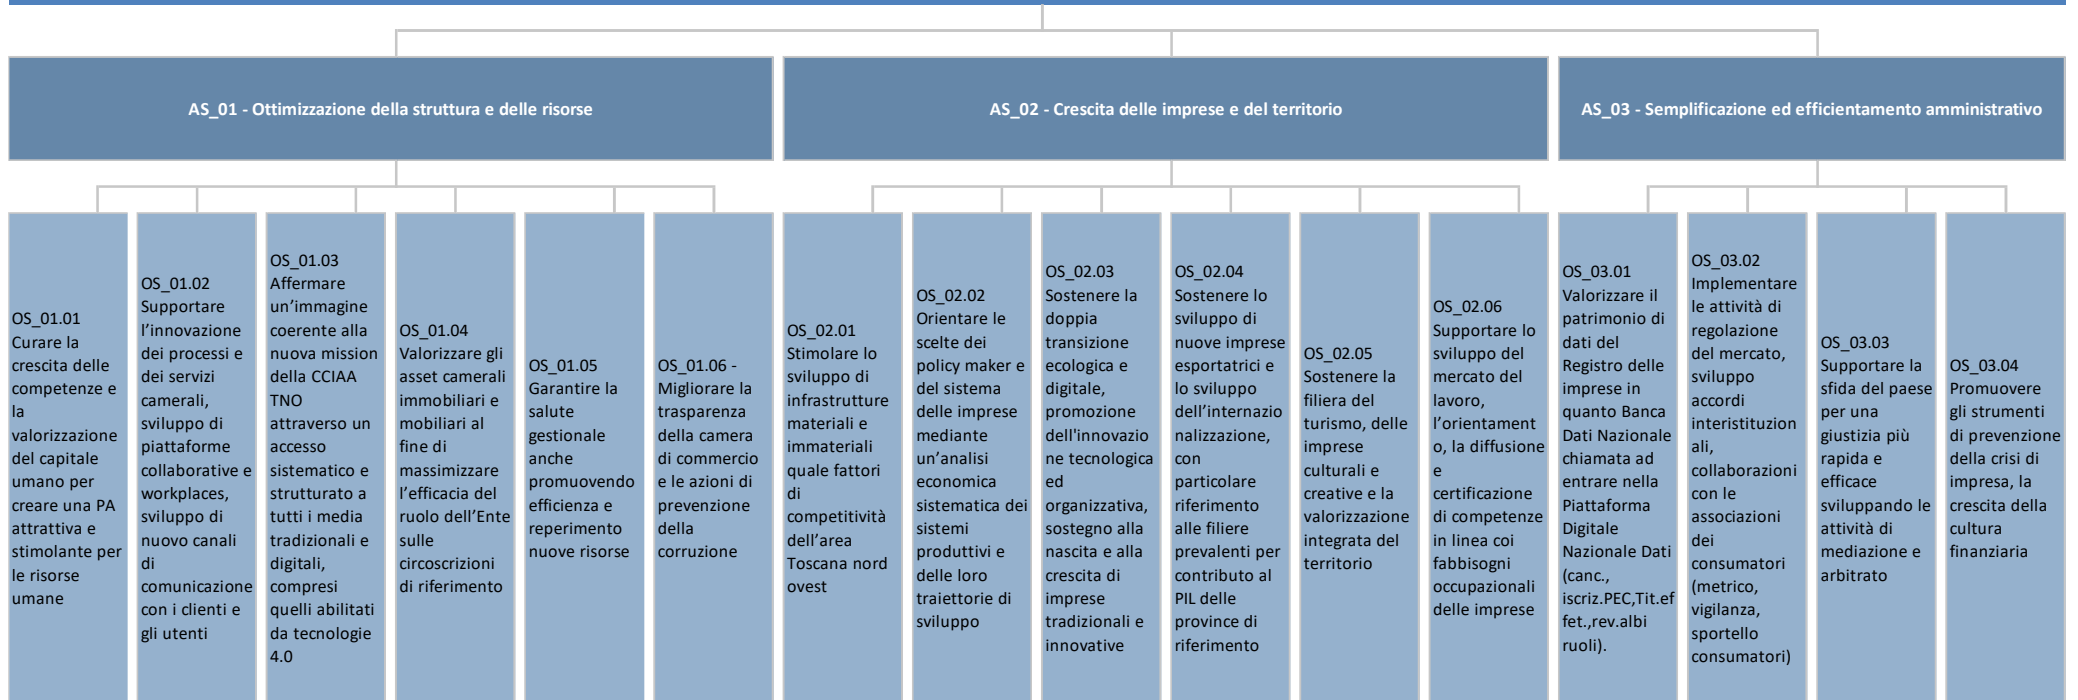 AS_01 - Ottimizzazione della struttura e delle risorse
AS_02 - Crescita delle imprese e del territorio
AS_03 - Semplificazione ed efficientamento amministrativo
OS_01.01
Curare la
crescita delle
competenze e
la
valorizzazione
del capitale
umano per
creare una PA
attrattiva e
stimolante per
le risorse
umane
OS_01.02
Supportare
l’innovazione
dei processi e
dei servizi
camerali,
sviluppo di
piattaforme
collaborative e
workplaces,
sviluppo di
nuovo canali
di
comunicazione
con i clienti e
gli utenti
OS_01.03
Affermare
un’immagine
coerente alla
nuova mission
della CCIAA
TNO
attraverso un
accesso
sistematico e
strutturato a
tutti i media
tradizionali e
digitali,
compresi
quelli abilitati
da tecnologie
4.0
OS_01.04
Valorizzare gli
asset camerali
immobiliari e
mobiliari al
fine di
massimizzare
l’efficacia del
ruolo dell’Ente
sulle
circoscrizioni
di riferimento
OS_01.05
Garantire la
salute
gestionale
anche
promuovendo
efficienza e
reperimento
nuove risorse
OS_01.06 -
Migliorare la
trasparenza
della camera
di commercio
e le azioni di
prevenzione
della
corruzione
OS_02.01
Stimolare lo
sviluppo di
infrastrutture
materiali e
immateriali
quale fattori
di
competitività
dell’area
Toscana nord
ovest
OS_02.02
Orientare le
scelte dei
policy maker e
del sistema
delle imprese
mediante
un’analisi
economica
sistematica dei
sistemi
produttivi e
delle loro
traiettorie di
sviluppo
OS_02.03
Sostenere la
doppia
transizione
ecologica e
digitale,
promozione
dell'innovazio
ne tecnologica
ed
organizzativa,
sostegno alla
nascita e alla
crescita di
imprese
tradizionali e
innovative
OS_02.04
Sostenere lo
sviluppo di
nuove imprese
esportatrici e
lo sviluppo
dell’internazio
nalizzazione,
con
particolare
riferimento
alle filiere
prevalenti per
contributo al
PIL delle
province di
riferimento
OS_02.05
Sostenere la
filiera del
turismo, delle
imprese
culturali e
creative e la
valorizzazione
integrata del
territorio
OS_02.06
Supportare lo
sviluppo del
mercato del
lavoro,
l’orientament
o, la diffusione
e
certificazione
di competenze
in linea coi
fabbisogni
occupazionali
delle imprese
OS_03.01
Valorizzare il
patrimonio di
dati del
Registro delle
imprese in
quanto Banca
Dati Nazionale
chiamata ad
entrare nella
Piattaforma
Digitale
Nazionale Dati
(canc.,
iscriz.PEC,Tit.ef
fet.,rev.albi
ruoli).
OS_03.02
Implementare
le attività di
regolazione
del mercato,
sviluppo
accordi
interistituzion
ali,
collaborazioni
con le
associazioni
dei
consumatori
(metrico,
vigilanza,
sportello
consumatori)
OS_03.03
Supportare la
sfida del paese
per una
giustizia più
rapida e
efficace
sviluppando le
attività di
mediazione e
arbitrato
OS_03.04
Promuovere
gli strumenti
di prevenzione
della crisi di
impresa, la
crescita della
cultura
finanziaria